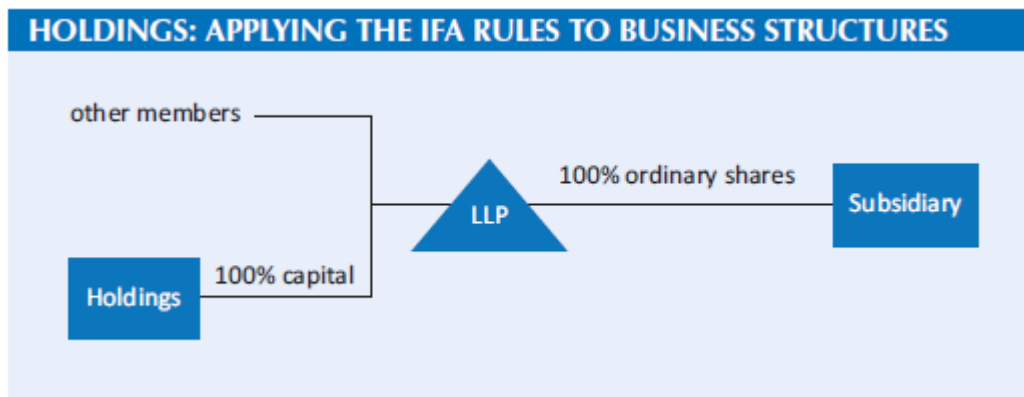 HOLDINGS: APPLYING THE IFA RULES TO BUSINESS STRUCTURES
other members
100% ordinary shares
LLP
Subsidiary
100% capital
Holdings